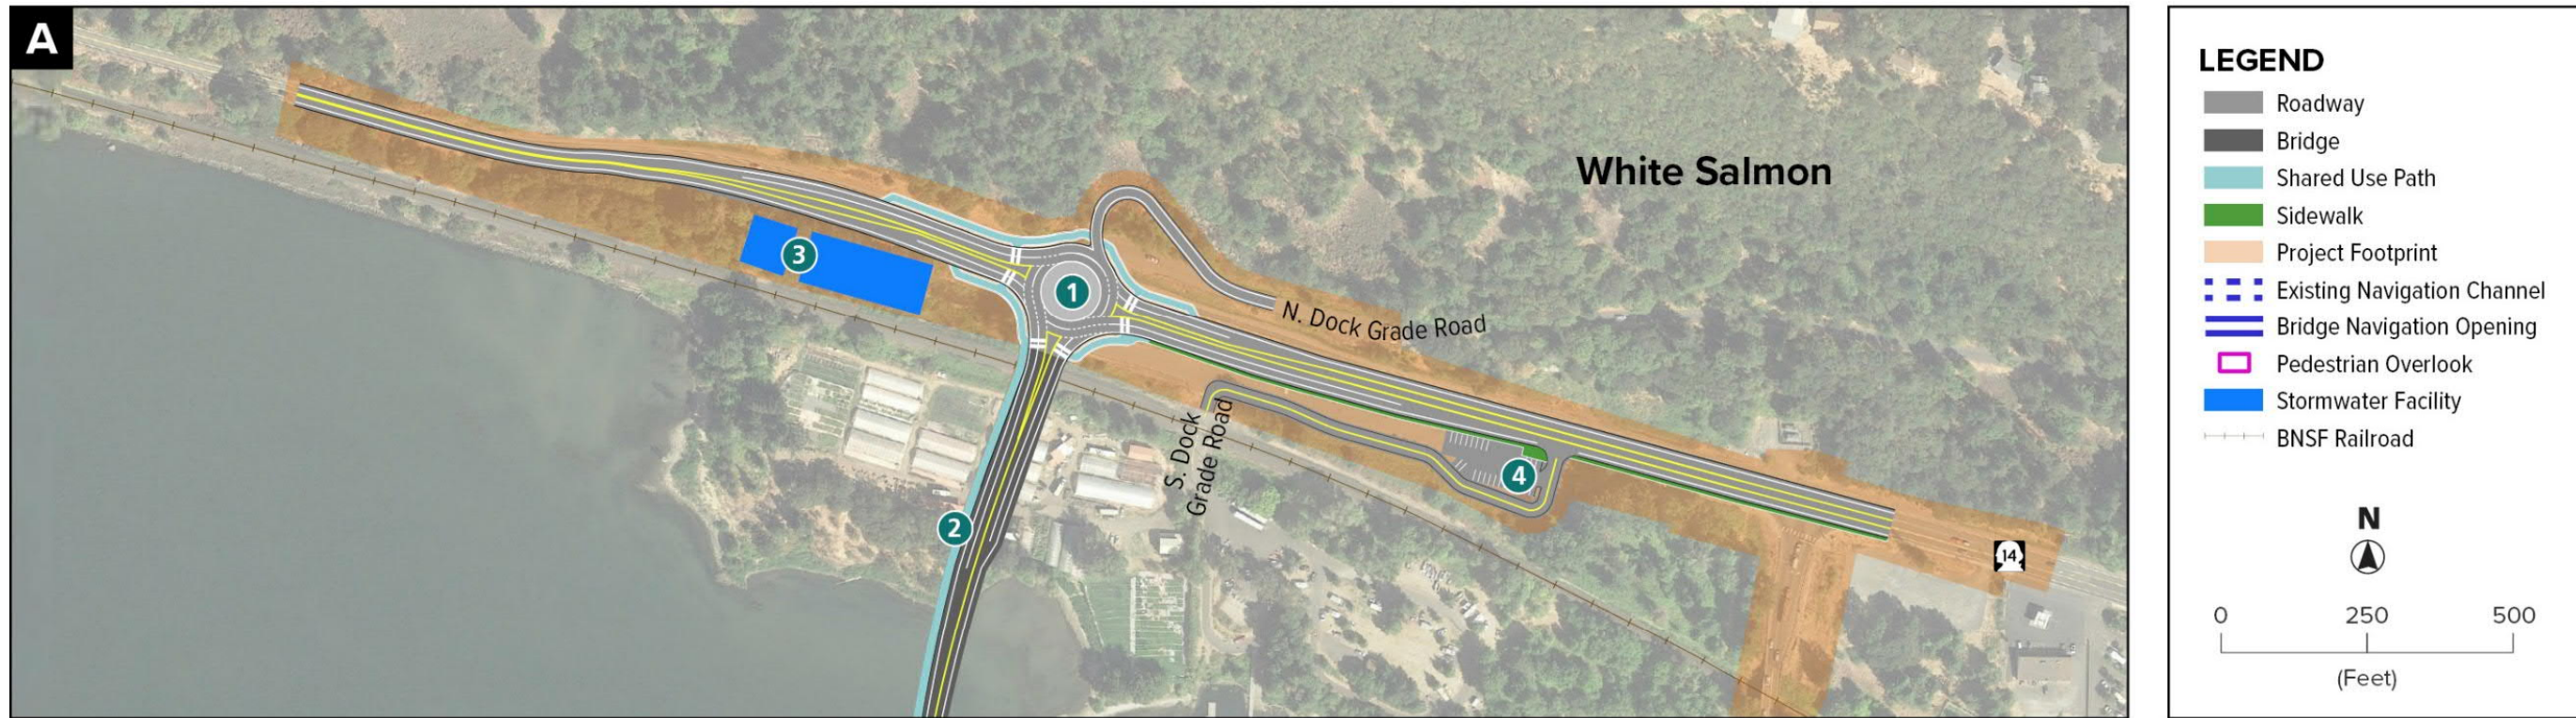 A
White Salmon
1
3
N. Dock Grade Road
S. Dock
Grade Road
4
2
14
LEGEND
Roadway
Bridge
Shared Use Path
Sidewalk
Project Footprint
Existing Navigation Channel
Bridge Navigation Opening
Pedestrian Overlook
Stormwater Facility
BNSF Railroad
N
0 250 500
(Feet)